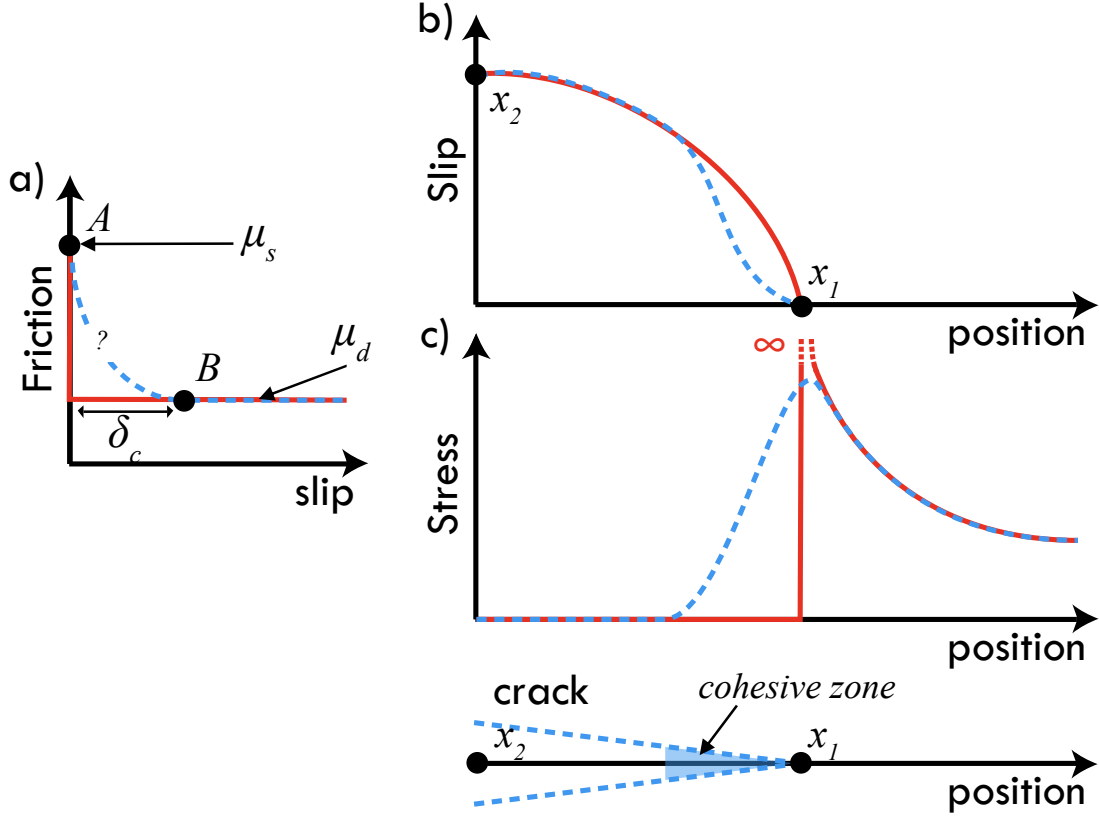 a)
A
μs
Friction
?
μd
B
δc
slip
b)
x2
Slip
x1
position
c)
∞
Stress
position
crack
cohesive zone
x2
x1
position